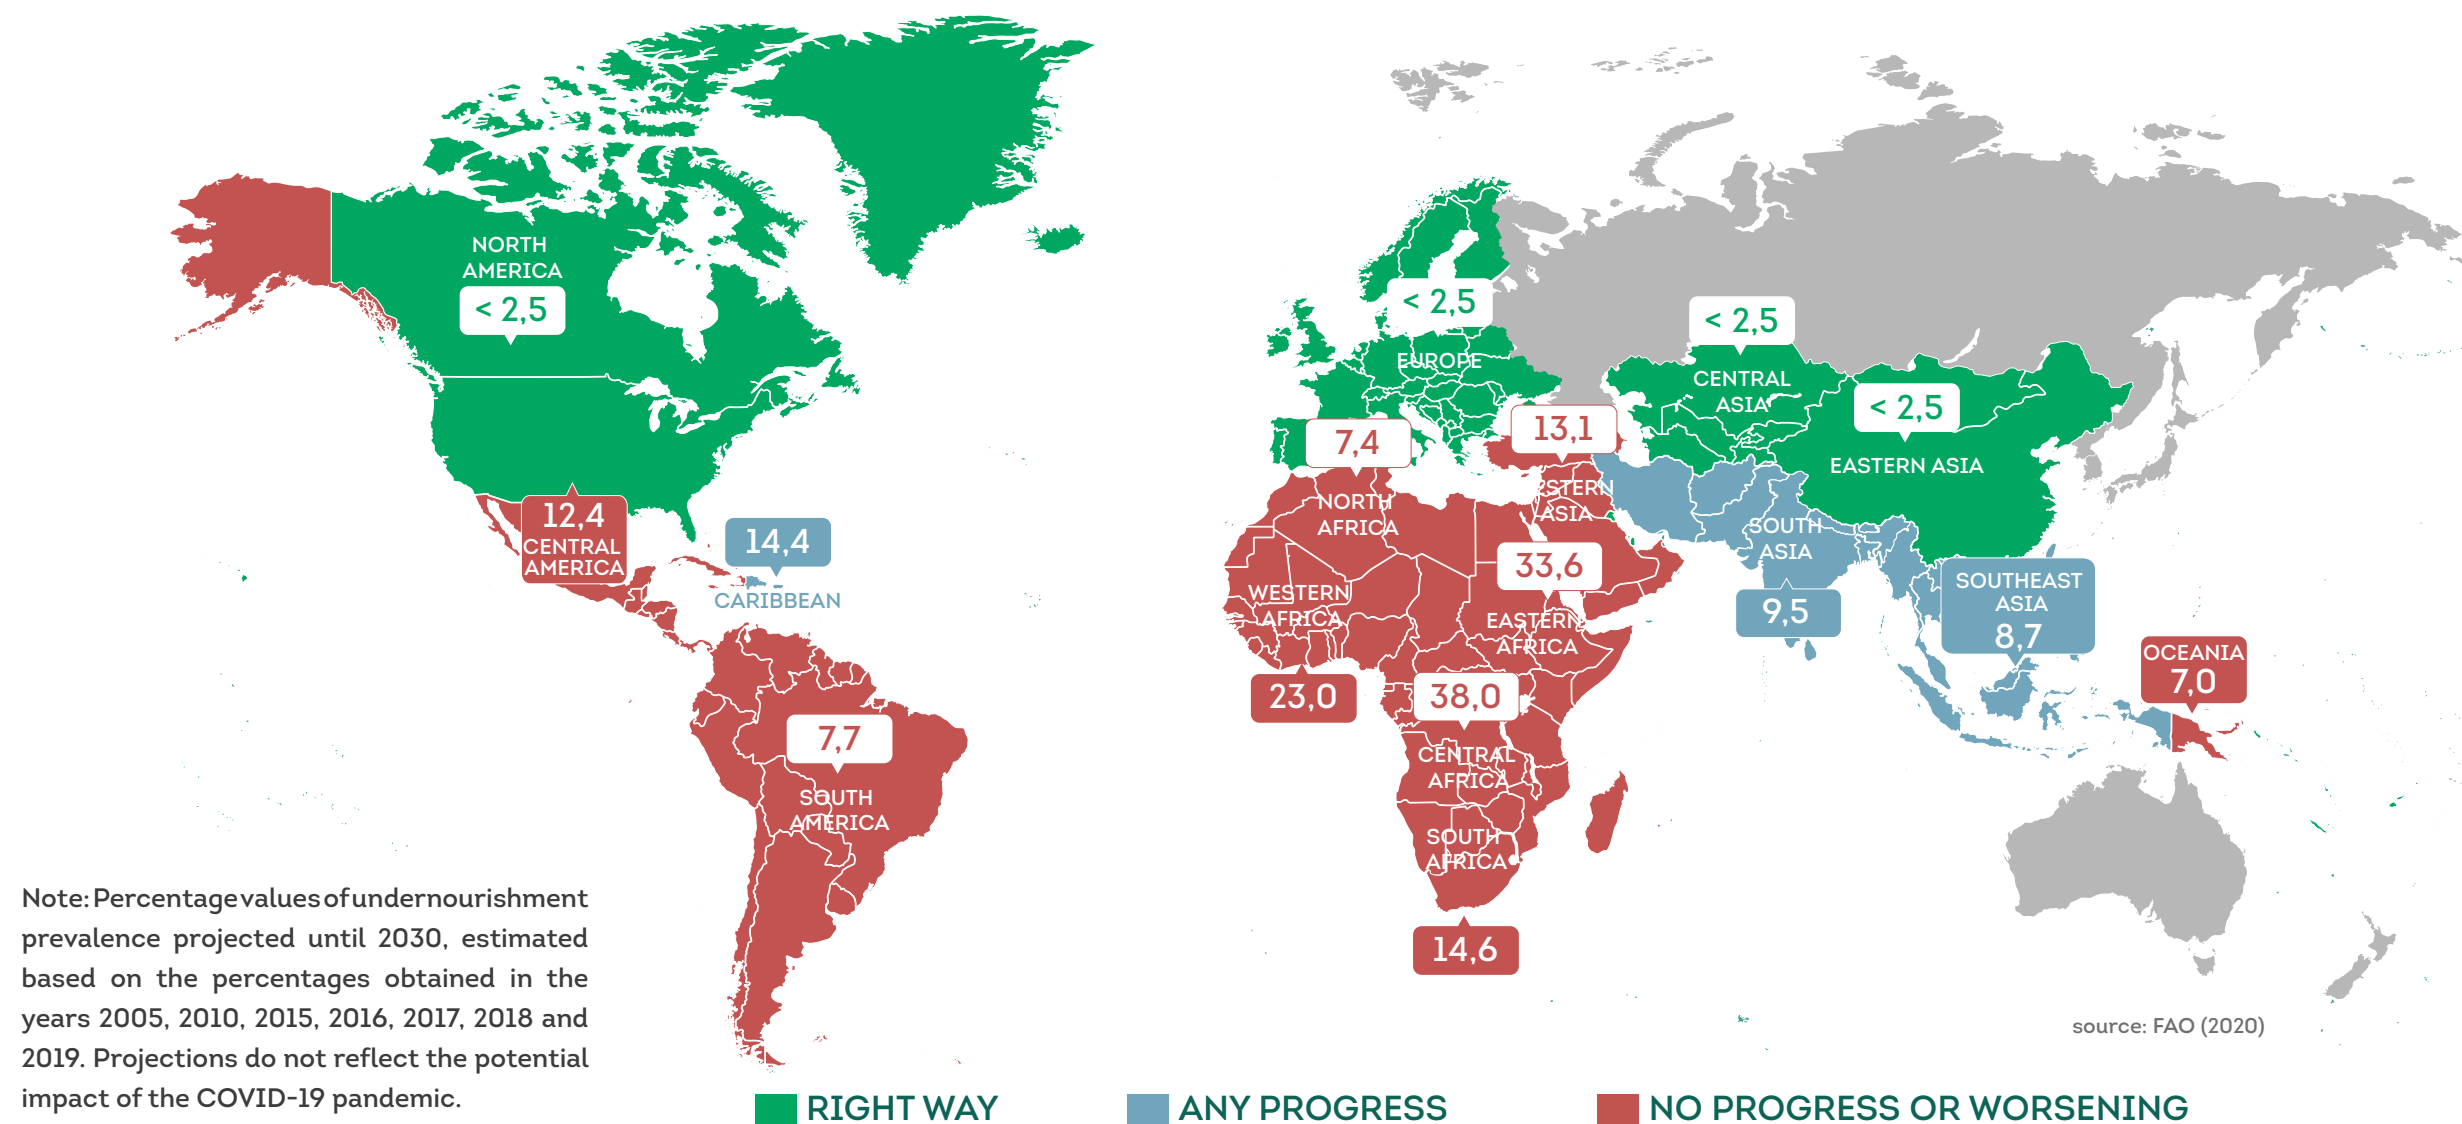 NORTH
AMERICA
< 2,5
12,4
CENTRAL
AMERICA
14,4
CARIBBEAN
7,7
SOUTH
AMERICA
< 2,5
EUROPE
7,4
NORTH
AFRICA
13,1
STERN
ASIA
33,6
EASTERN
AFRICA
WESTERN
AFRICA
23,0
38,0
CENTRAL
AFRICA
SOUTH
AFRICA
14,6
< 2,5
CENTRAL
ASIA
< 2,5
EASTERN ASIA
SOUTH
ASIA
9,5
SOUTHEAST
ASIA
8,7
OCEANIA
7,0
Note: Percentage values of undernourishment
prevalence projected until 2030, estimated
based on the percentages obtained in the
years 2005, 2010, 2015, 2016, 2017, 2018 and
2019. Projections do not reflect the potential
impact of the COVID-19 pandemic.
source: FAO (2020)
RIGHT WAY
ANY PROGRESS
NO PROGRESS OR WORSENING